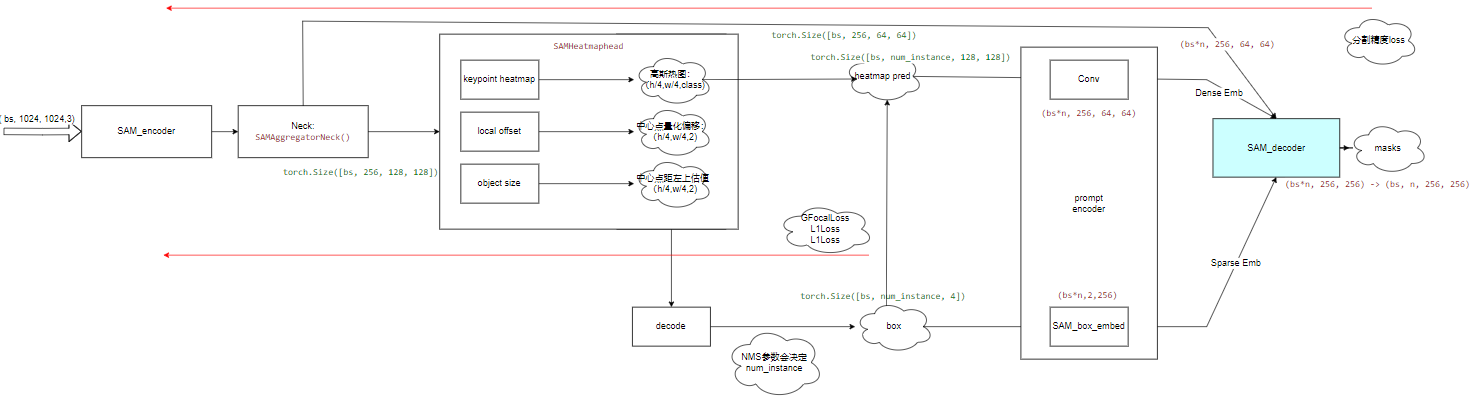 torch.Size([bs, 256, 64, 64])
(bs*n, 256, 64, 64)
分割精度loss
SAMHeatmaphead
torch.Size([bs, num_instance, 128, 128])
keypoint heatmap
高斯热图:
(h/4,w/4,class)
heatmap pred
Conv
Dense Emb
(bs*n, 256, 64, 64)
( bs, 1024, 1024,3)
SAM_encoder
Neck:
SAMAggregatorNeck()
local offset
中心点量化偏移:
(h/4,w/4,2)
SAM_decoder
masks
torch.Size([bs, 256, 128, 128])
object size
中心点距左上估值
(h/4,w/4,2)
(bs*n, 256, 256) -> (bs, n, 256, 256)
prompt
encoder
GFocalLoss
L1Loss
L1Loss
Sparse Emb
torch.Size([bs, num_instance, 4])
(bs*n,2,256)
decode
box
SAM_box_embed
NMS参数会决定
num_instance